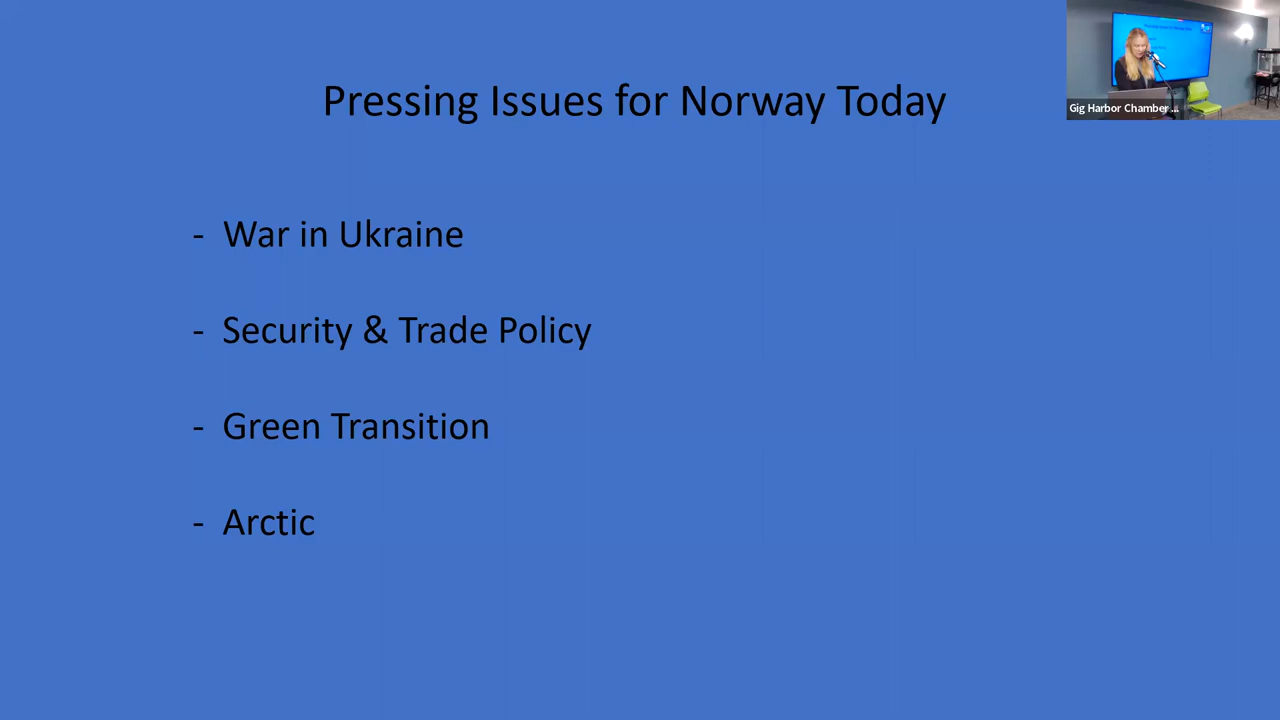 Pressing Issues for Norway Today
Gig Harbor Chamber ...
- War in Ukraine
- Security & Trade Policy
- Green Transition
- Arctic